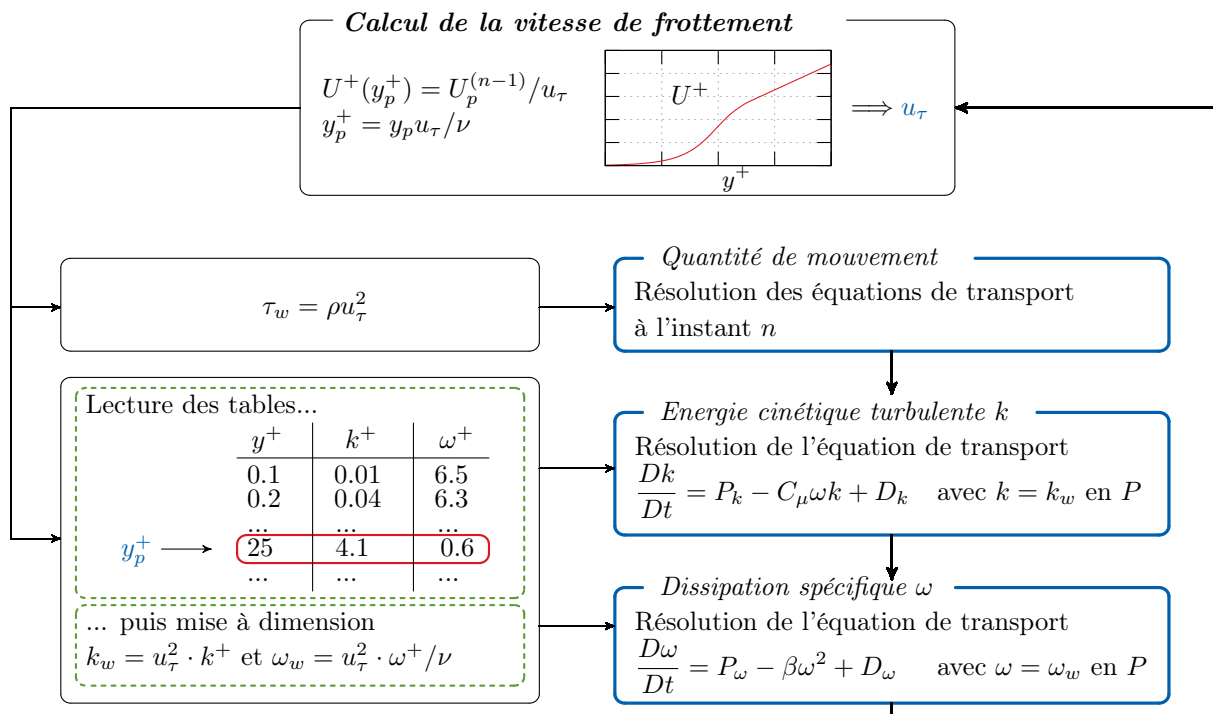 Calcul de la vitesse de frottement
U⁺(y_p⁺) = U_p^(n−1)/u_τ
y_p⁺ = y_p u_τ/ν
U⁺
y⁺
⟹ u_τ
τ_w = ρu_τ²
Quantité de mouvement
Résolution des équations de transport
à l'instant n
Lecture des tables...
y⁺ k⁺ ω⁺
0.1 0.01 6.5
0.2 0.04 6.3
... ... ...
y_p⁺ ⟶ 25 4.1 0.6
... ... ...
... puis mise à dimension
k_w = u_τ² · k⁺ et ω_w = u_τ² · ω⁺/ν
Energie cinétique turbulente k
Résolution de l'équation de transport
Dk/Dt = P_k − C_μωk + D_k avec k = k_w en P
Dissipation spécifique ω
Résolution de l'équation de transport
Dω/Dt = P_ω − βω² + D_ω avec ω = ω_w en P